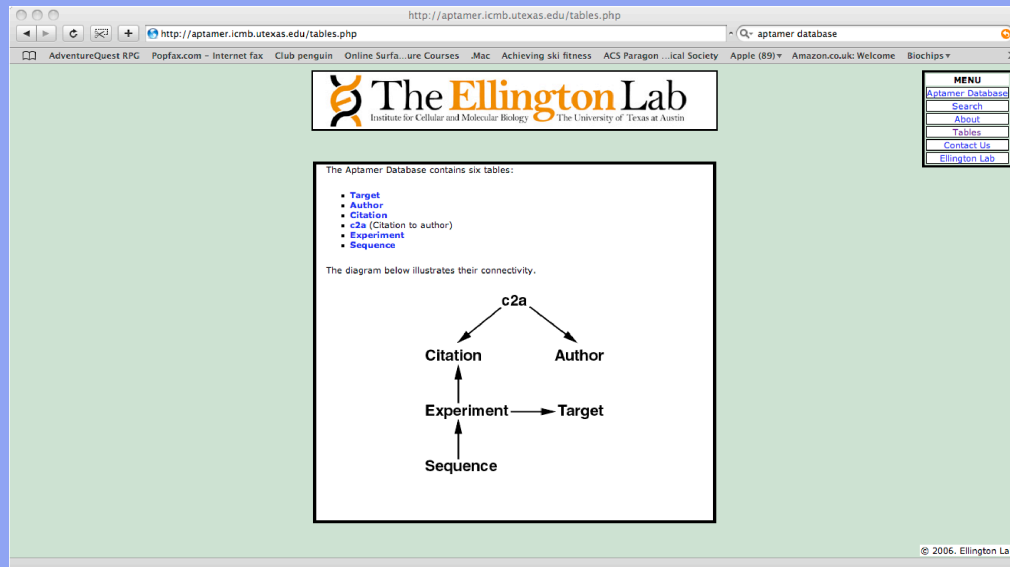 http://aptamer.icmb.utexas.edu/tables.php
http://aptamer.icmb.utexas.edu/tables.php
aptamer database
AdventureQuest RPG Popfax.com – Internet fax Club penguin Online Surfa...ure Courses .Mac Achieving ski fitness ACS Paragon ...ical Society Apple (89) Amazon.co.uk: Welcome Biochips
The Ellington Lab
Institute for Cellular and Molecular Biology The University of Texas at Austin
MENU
Aptamer Database
Search
About
Tables
Contact Us
Ellington Lab
The Aptamer Database contains six tables:
Target
Author
Citation
c2a (Citation to author)
Experiment
Sequence
The diagram below illustrates their connectivity.
c2a
Citation Author
Experiment Target
Sequence
© 2006. Ellington La